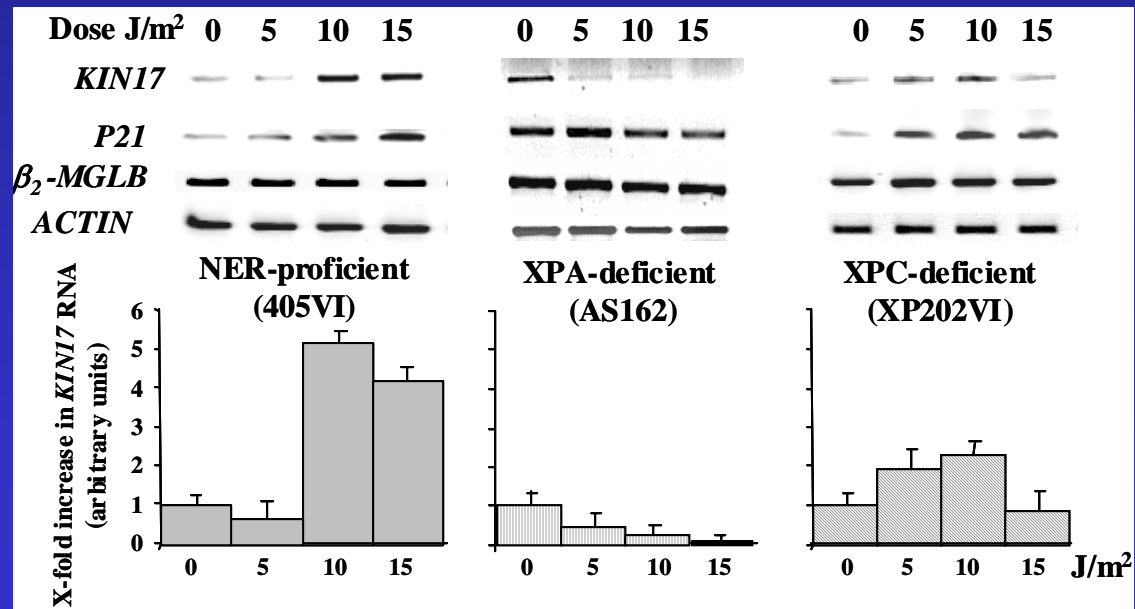 Dose J/m² 0 5 10 15 0 5 10 15 0 5 10 15
KIN17
P21
β₂-MGLB
ACTIN
NER-proficient
(405VI)
XPA-deficient
(AS162)
XPC-deficient
(XP202VI)
X-fold increase in KIN17 RNA
(arbitrary units)
6
5
4
3
2
1
0
0 5 10 15 0 5 10 15 0 5 10 15 J/m²